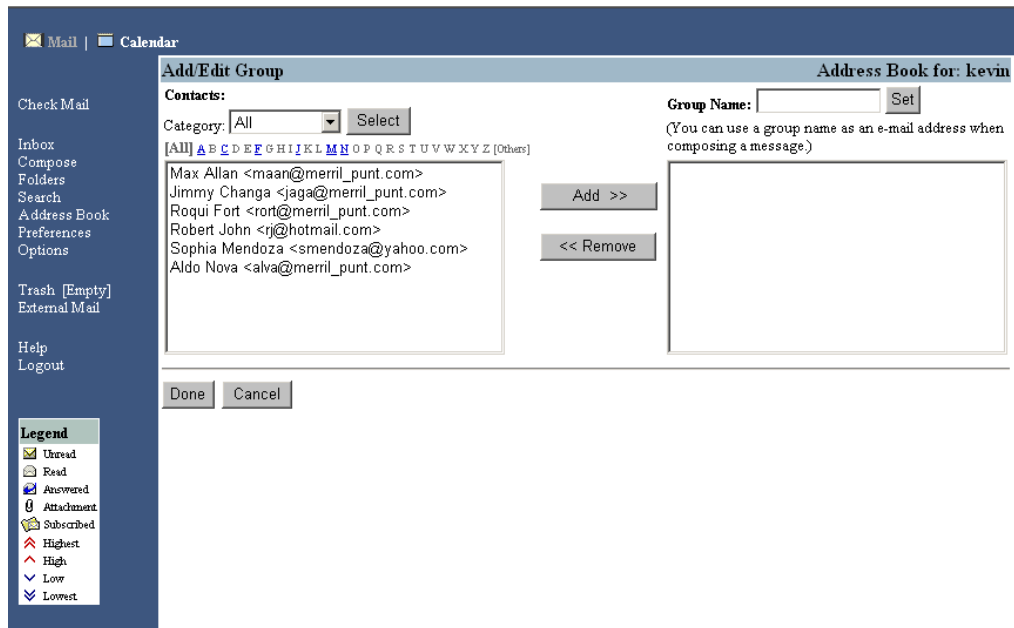 Mail | Calendar
Add/Edit Group
Address Book for: kevin
Check Mail
Inbox
Compose
Folders
Search
Address Book
Preferences
Options
Trash [Empty]
External Mail
Help
Logout
Legend
Unread
Read
Answered
Attachment
Subscribed
Highest
High
Low
Lowest
Contacts:
Category: All Select
[All] A B C D E F G H I J K L M N O P Q R S T U V W X Y Z [Others]
Max Allan <maan@merril_punt.com>
Jimmy Changa <jaga@merril_punt.com>
Roqui Fort <rort@merril_punt.com>
Robert John <rj@hotmail.com>
Sophia Mendoza <smendoza@yahoo.com>
Aldo Nova <alva@merril_punt.com>
Add >>
<< Remove
Group Name: Set
(You can use a group name as an e-mail address when
composing a message.)
Done Cancel